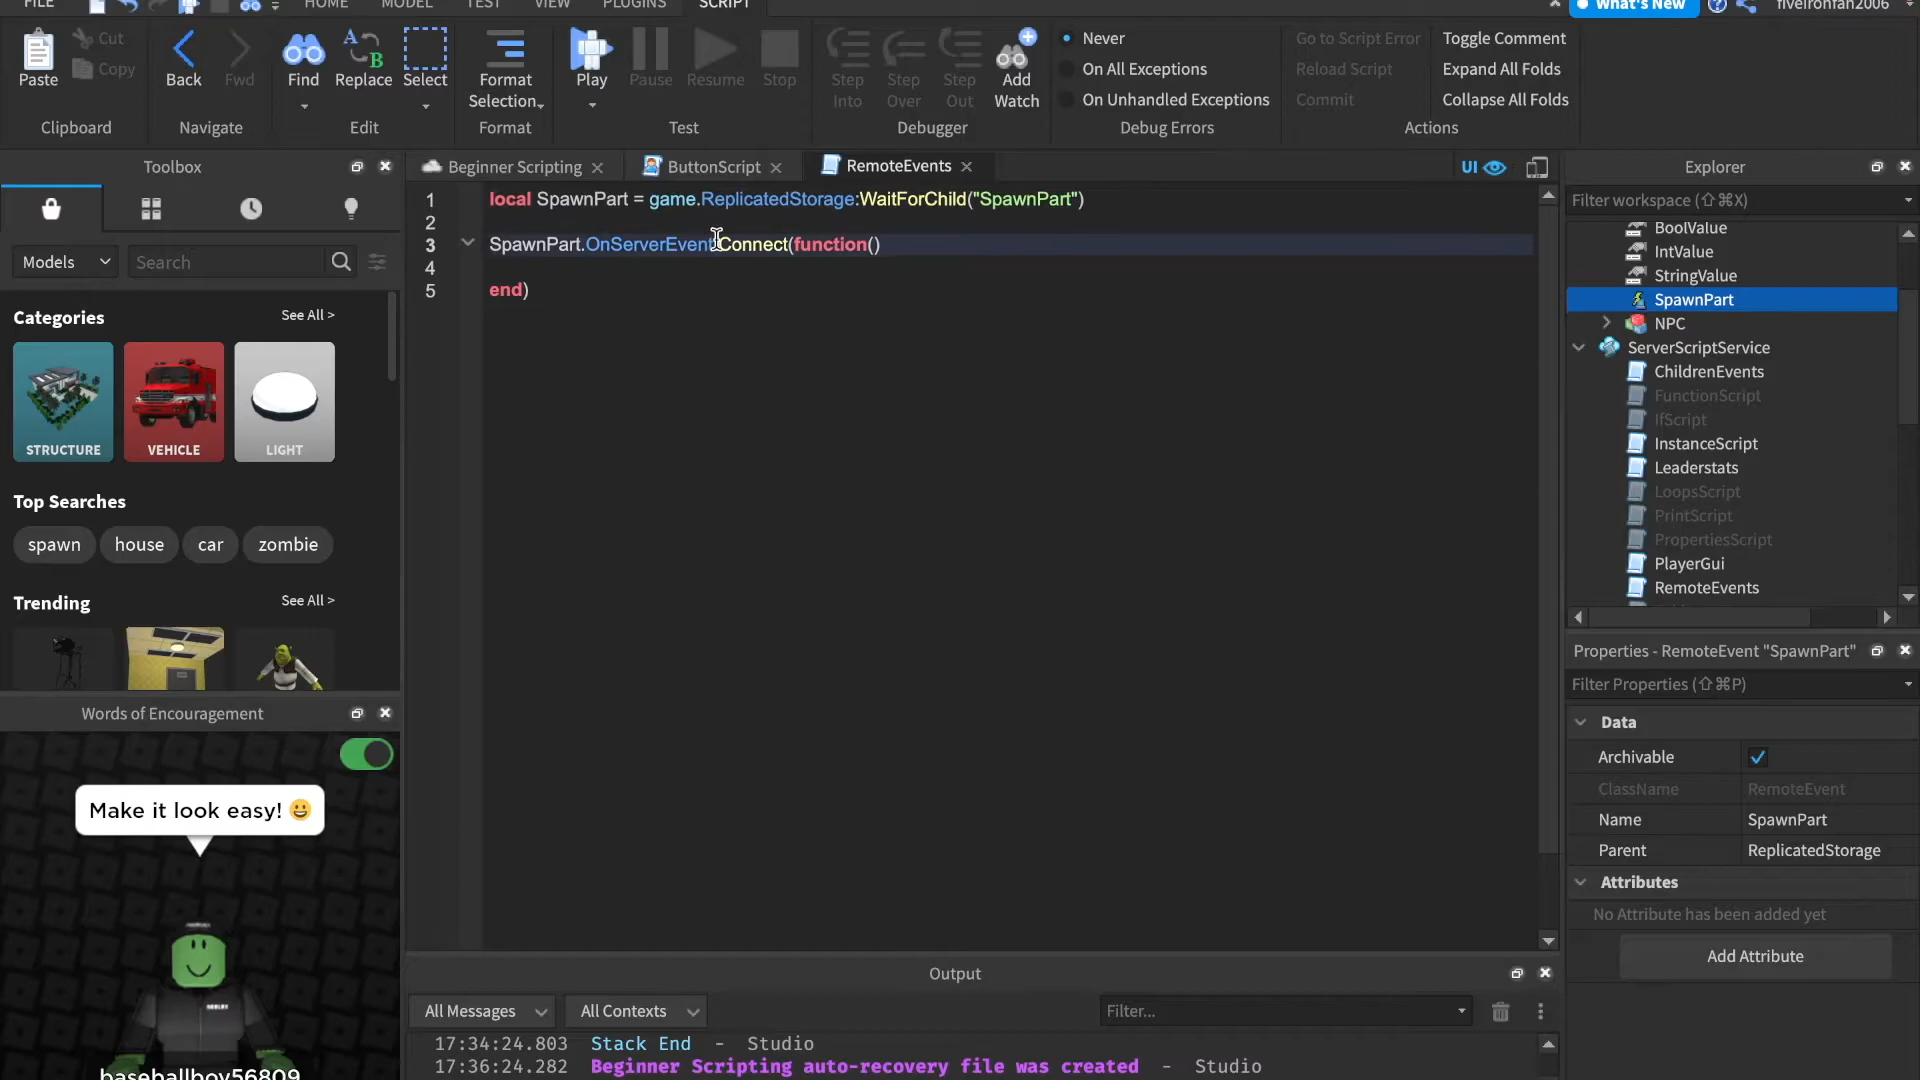 FILE HOME MODEL TEST VIEW PLUGINS SCRIPT What's New fiveironfan2006
Paste Cut Copy
Clipboard
Back Fwd
Navigate
Find Replace Select
Edit
Format
Selection
Format
Play Pause Resume Stop
Test
Step Into
Step Over
Step Out
Add Watch
Debugger
Never
On All Exceptions
On Unhandled Exceptions
Debug Errors
Go to Script Error
Reload Script
Commit
Toggle Comment
Expand All Folds
Collapse All Folds
Actions
Toolbox
Models Search
Categories See All >
STRUCTURE VEHICLE LIGHT
Top Searches
spawn house car zombie
Trending See All >
Words of Encouragement
Make it look easy! 😀
baseballboy56809
Beginner Scripting ButtonScript RemoteEvents UI
1 local SpawnPart = game.ReplicatedStorage:WaitForChild("SpawnPart")
2
3 SpawnPart.OnServerEvent:Connect(function()
4
5 end)
Output
All Messages All Contexts Filter...
17:34:24.803 Stack End - Studio
17:36:24.282 Beginner Scripting auto-recovery file was created - Studio
Explorer
Filter workspace (⇧⌘X)
BoolValue
IntValue
StringValue
SpawnPart
NPC
ServerScriptService
ChildrenEvents
FunctionScript
IfScript
InstanceScript
Leaderstats
LoopsScript
PrintScript
PropertiesScript
PlayerGui
RemoteEvents
Properties - RemoteEvent "SpawnPart"
Filter Properties (⇧⌘P)
Data
Archivable
ClassName RemoteEvent
Name SpawnPart
Parent ReplicatedStorage
Attributes
No Attribute has been added yet
Add Attribute